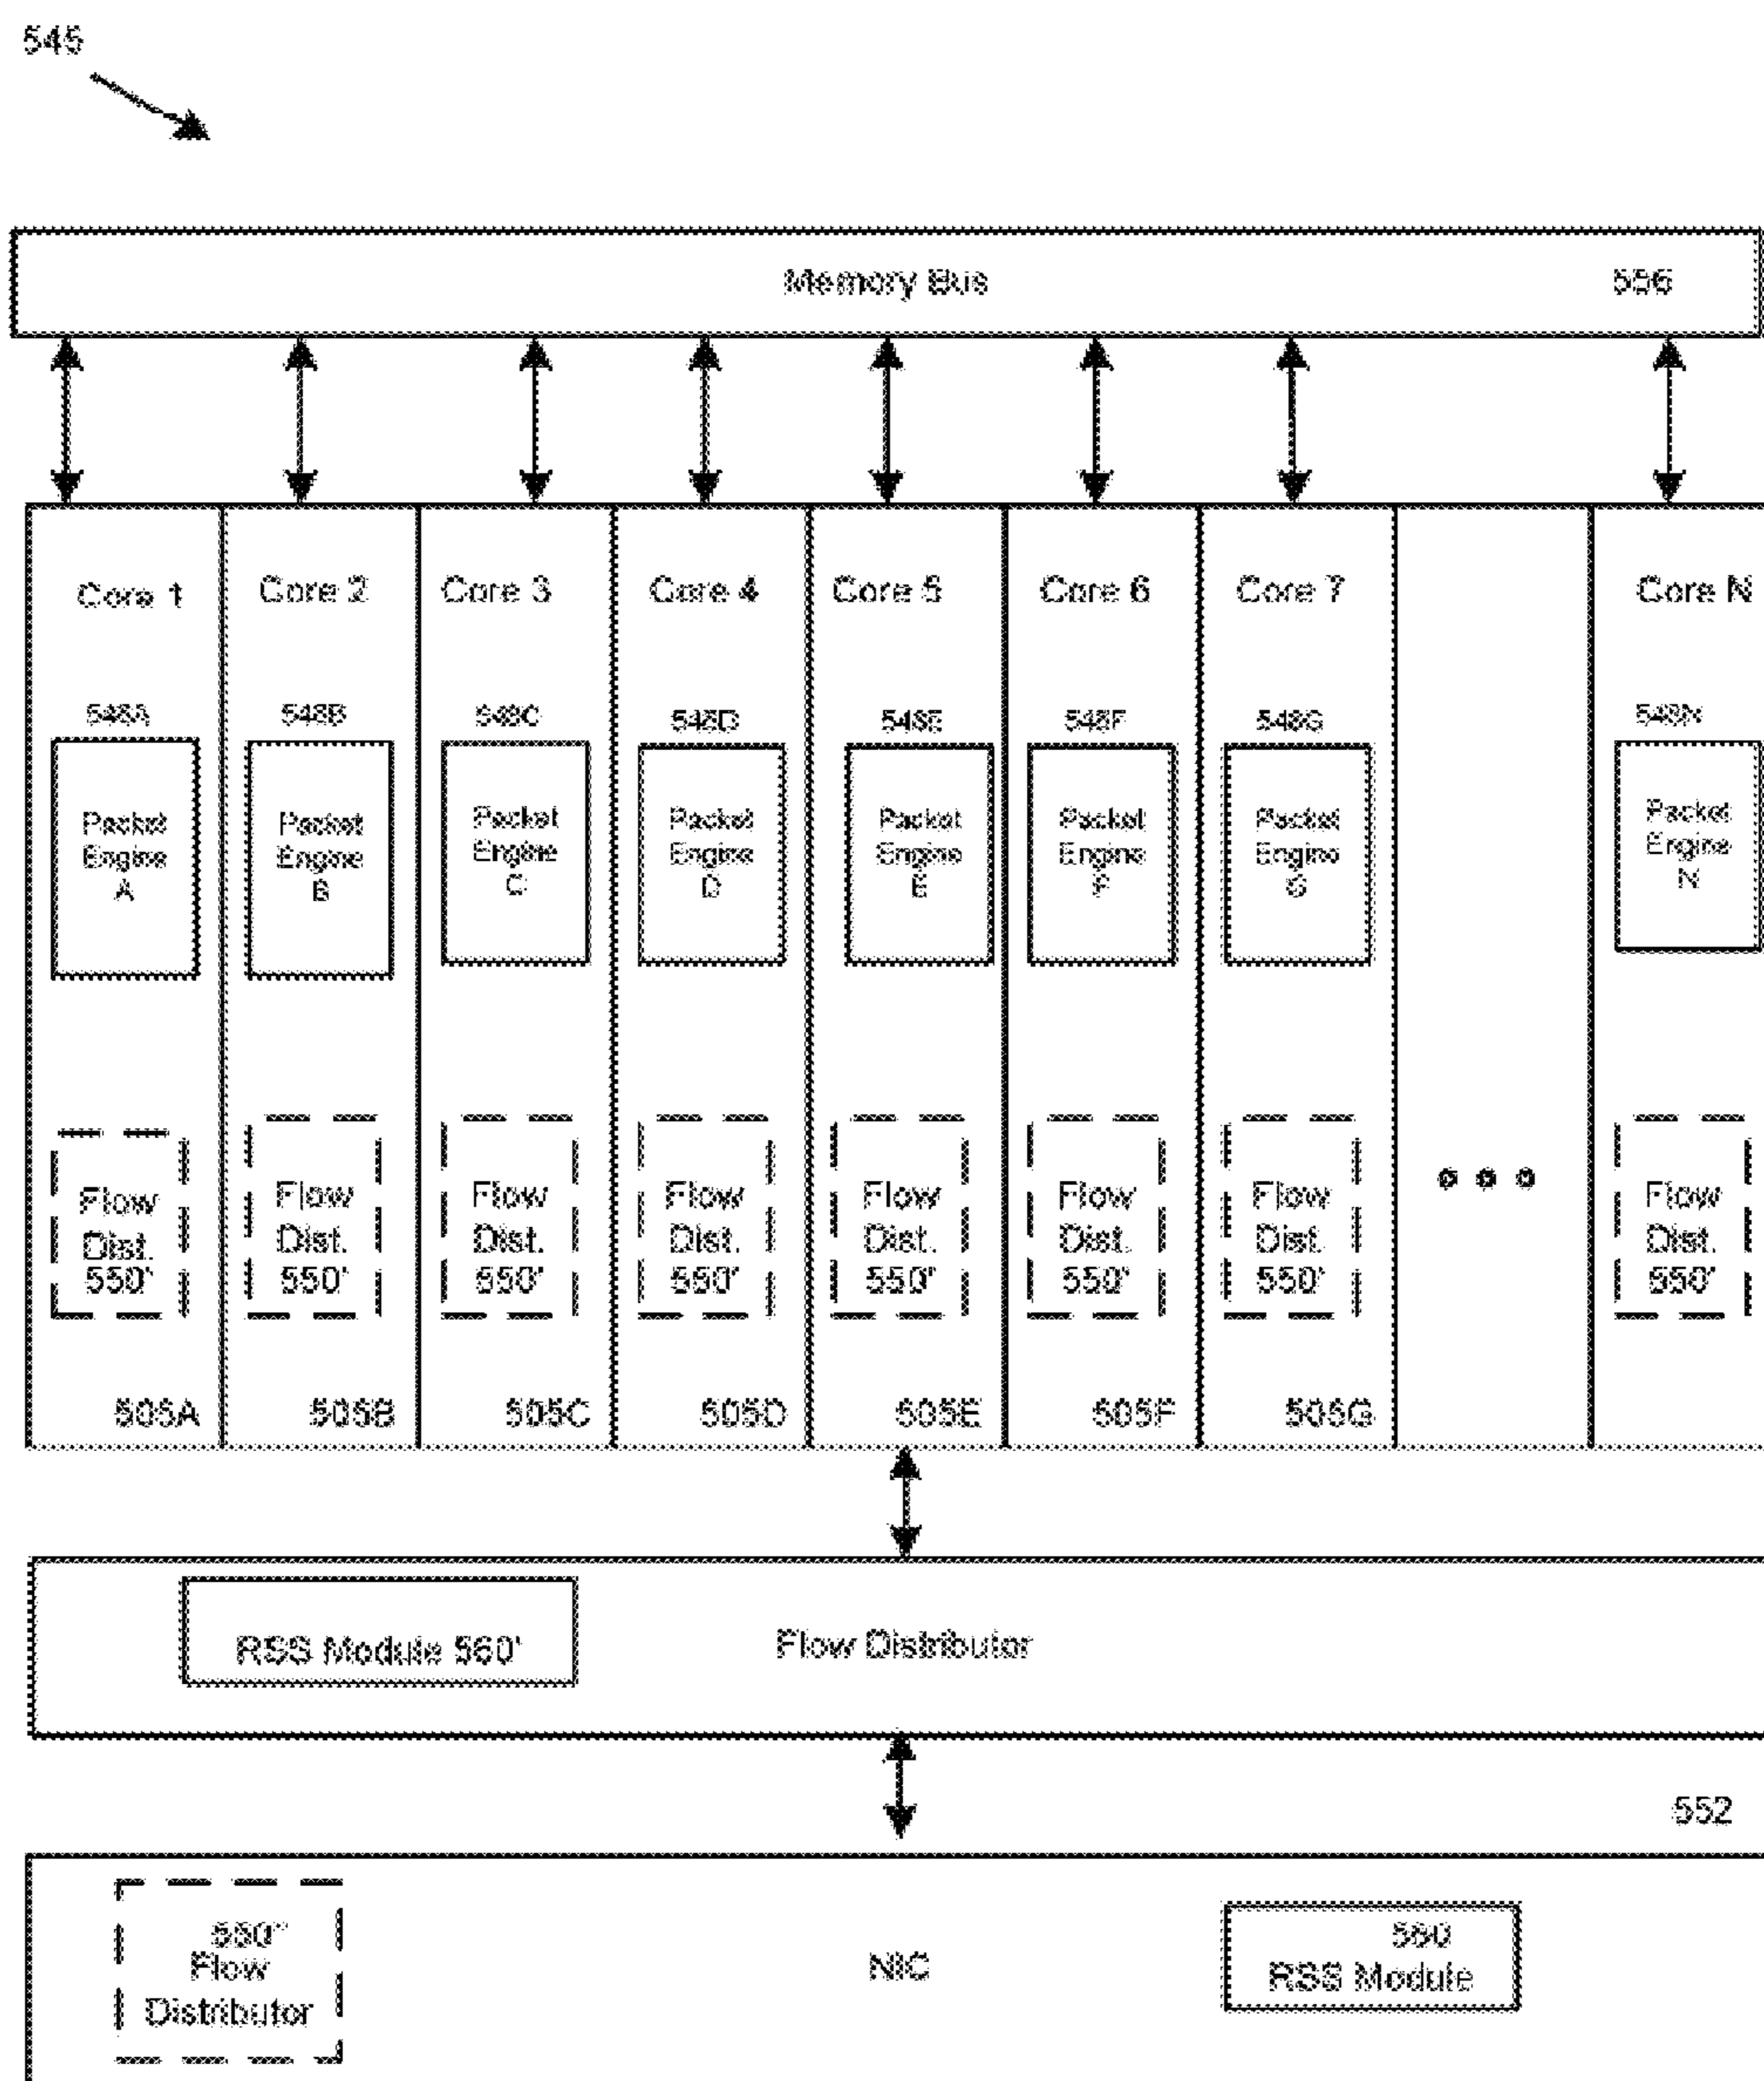 545
Memory Bus 556
Core 1 Core 2 Core 3 Core 4 Core 5 Core 6 Core 7 Core N
548A 548B 548C 548D 548E 548F 548G 548N
Packet
Engine
A
Packet
Engine
B
Packet
Engine
C
Packet
Engine
D
Packet
Engine
E
Packet
Engine
F
Packet
Engine
G
Packet
Engine
N
Flow
Dist.
550'
Flow
Dist.
550'
Flow
Dist.
550'
Flow
Dist.
550'
Flow
Dist.
550'
Flow
Dist.
550'
Flow
Dist.
550'
• • •
Flow
Dist.
550'
505A 505B 505C 505D 505E 505F 505G
RSS Module 560' Flow Distributor
552
550"
Flow
Distributor
NIC
560
RSS Module